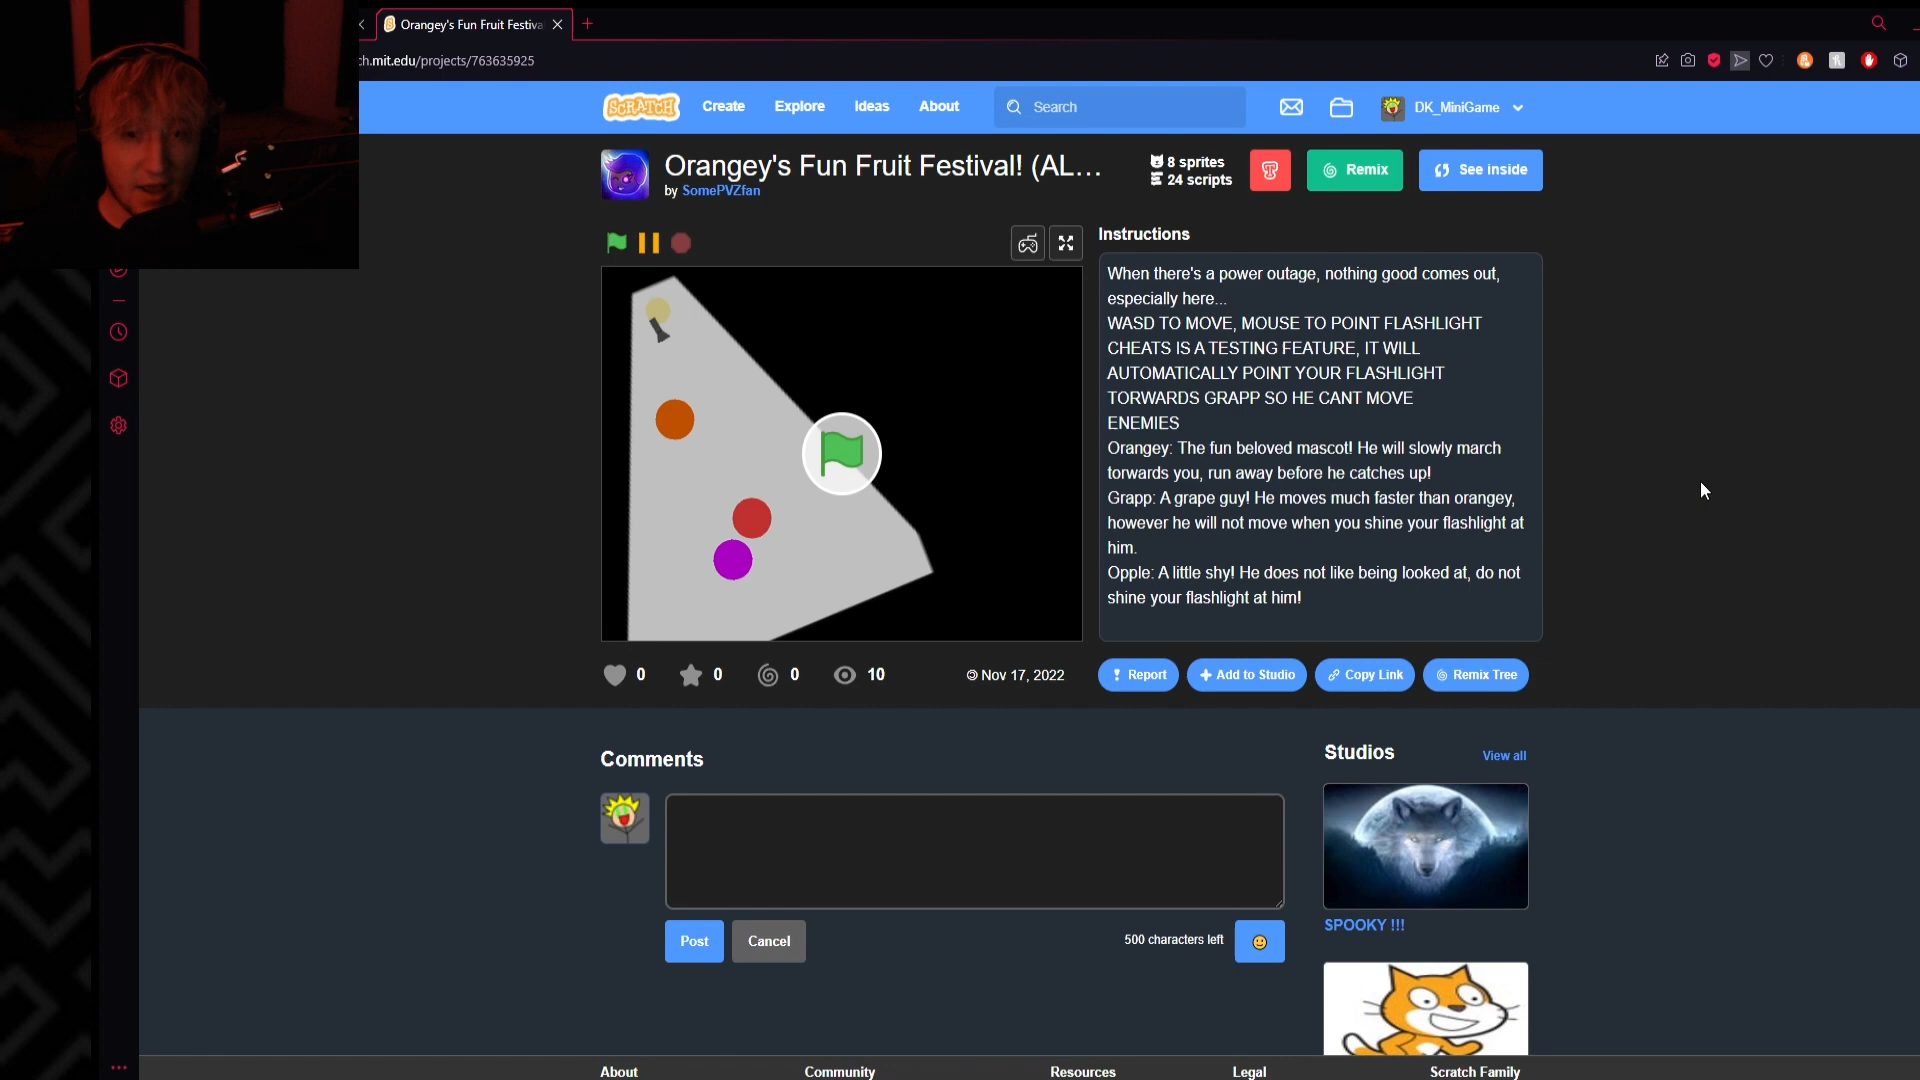 Orangey's Fun Fruit Festiva
ch.mit.edu/projects/763635925
SCRATCH
Create
Explore
Ideas
About
Search
DK_MiniGame
Orangey's Fun Fruit Festival! (AL...
by SomePVZfan
8 sprites
24 scripts
Remix
See inside
Instructions
When there's a power outage, nothing good comes out,
especially here...
WASD TO MOVE, MOUSE TO POINT FLASHLIGHT
CHEATS IS A TESTING FEATURE, IT WILL
AUTOMATICALLY POINT YOUR FLASHLIGHT
TORWARDS GRAPP SO HE CANT MOVE
ENEMIES
Orangey: The fun beloved mascot! He will slowly march
torwards you, run away before he catches up!
Grapp: A grape guy! He moves much faster than orangey,
however he will not move when you shine your flashlight at
him.
Opple: A little shy! He does not like being looked at, do not
shine your flashlight at him!
0
0
0
10
© Nov 17, 2022
Report
Add to Studio
Copy Link
Remix Tree
Comments
Post
Cancel
500 characters left
Studios
View all
SPOOKY !!!
About
Community
Resources
Legal
Scratch Family